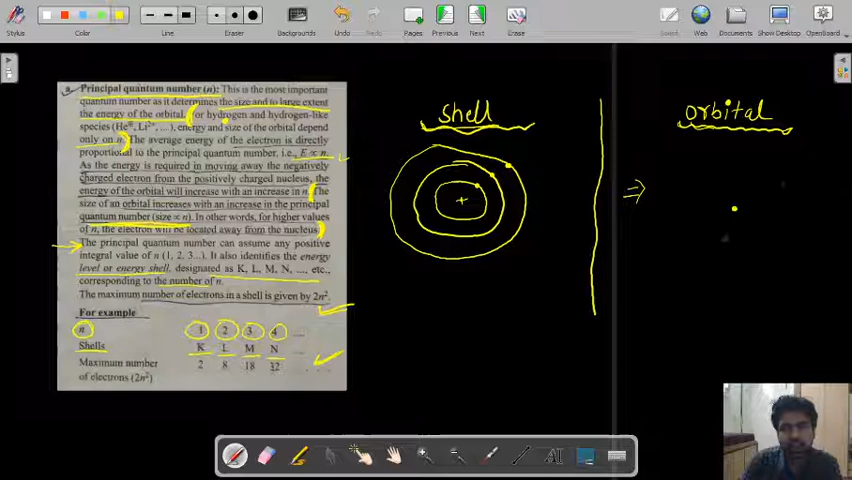 Stylus
Color
Line
Eraser
Backgrounds
Undo
Redo
Pages
Previous
Next
Erase
Board
Web
Documents
Show Desktop
OpenBoard
a. Principal quantum number (n): This is the most important
quantum number as it determines the size and to large extent
the energy of the orbital. For hydrogen and hydrogen-like
species (He⊕, Li²⁺, ...), energy and size of the orbital depend
only on n. The average energy of the electron is directly
proportional to the principal quantum number, i.e., E ∝ n.
As the energy is required in moving away the negatively
charged electron from the positively charged nucleus, the
energy of the orbital will increase with an increase in n. The
size of an orbital increases with an increase in the principal
quantum number (size ∝ n). In other words, for higher values
of n, the electron will be located away from the nucleus.
The principal quantum number can assume any positive
integral value of n (1, 2, 3...). It also identifies the energy
level or energy shell, designated as K, L, M, N, ..., etc.,
corresponding to the number of n.
The maximum number of electrons in a shell is given by 2n².
For example
n 1 2 3 4 ....
Shells K L M N ...
Maximum number 2 8 18 32 ...
of electrons (2n²)
shell
+
⇒
orbital